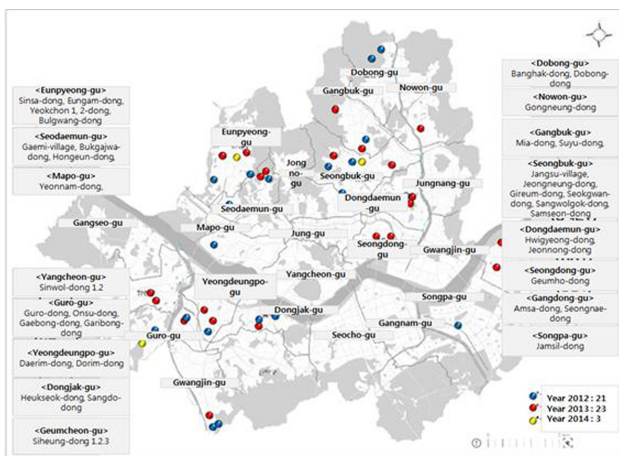 <Eunpyeong-gu>
Sinsa-dong, Eungam-dong,
Yeokchon 1, 2-dong,
Bulgwang-dong
<Seodaemun-gu>
Gaemi-village, Bukgajwa-
dong, Hongeun-dong,
<Mapo-gu>
Yeonnam-dong,
Gangseo-gu
<Yangcheon-gu>
Sinwol-dong 1.2
<Guro-gu>
Guro-dong, Onsu-dong,
Gaebong-dong, Garibong-
dong
<Yeongdeungpo-gu>
Daerim-dong, Dorim-dong
<Dongjak-gu>
Heukseok-dong, Sangdo-
dong
<Geumcheon-gu>
Siheung-dong 1.2.3
Dobong-gu
Gangbuk-gu
Nowon-gu
Eunpyeong-
gu
Jong
no-gu
Seongbuk-gu
Jungnang-gu
Dongdaemun
-gu
Seodaemun-gu
Mapo-gu
Jung-gu
Seongdong-
gu
Gwangjin-gu
Yangcheon-gu
Yeongdeungpo-
gu
Songpa-gu
Dongjak-gu
Gangnam-gu
Guro-gu
Seocho-gu
Gwangjin-gu
<Dobong-gu>
Banghak-dong, Dobong-
dong
<Nowon-gu>
Gongneung-dong
<Gangbuk-gu>
Mia-dong, Suyu-dong,
<Seongbuk-gu>
Jangsu-village,
Jeongneung-dong,
Gireum-dong, Seokgwan-
dong, Sangwolgok-dong,
Samseon-dong
<Dongdaemun-gu>
Hwigyeong-dong,
Jeonnong-dong
<Seongdong-gu>
Geumho-dong
<Gangdong-gu>
Amsa-dong, Seongnae-
dong
<Songpa-gu>
Jamsil-dong
Year 2012 : 21
Year 2013 : 23
Year 2014 : 3